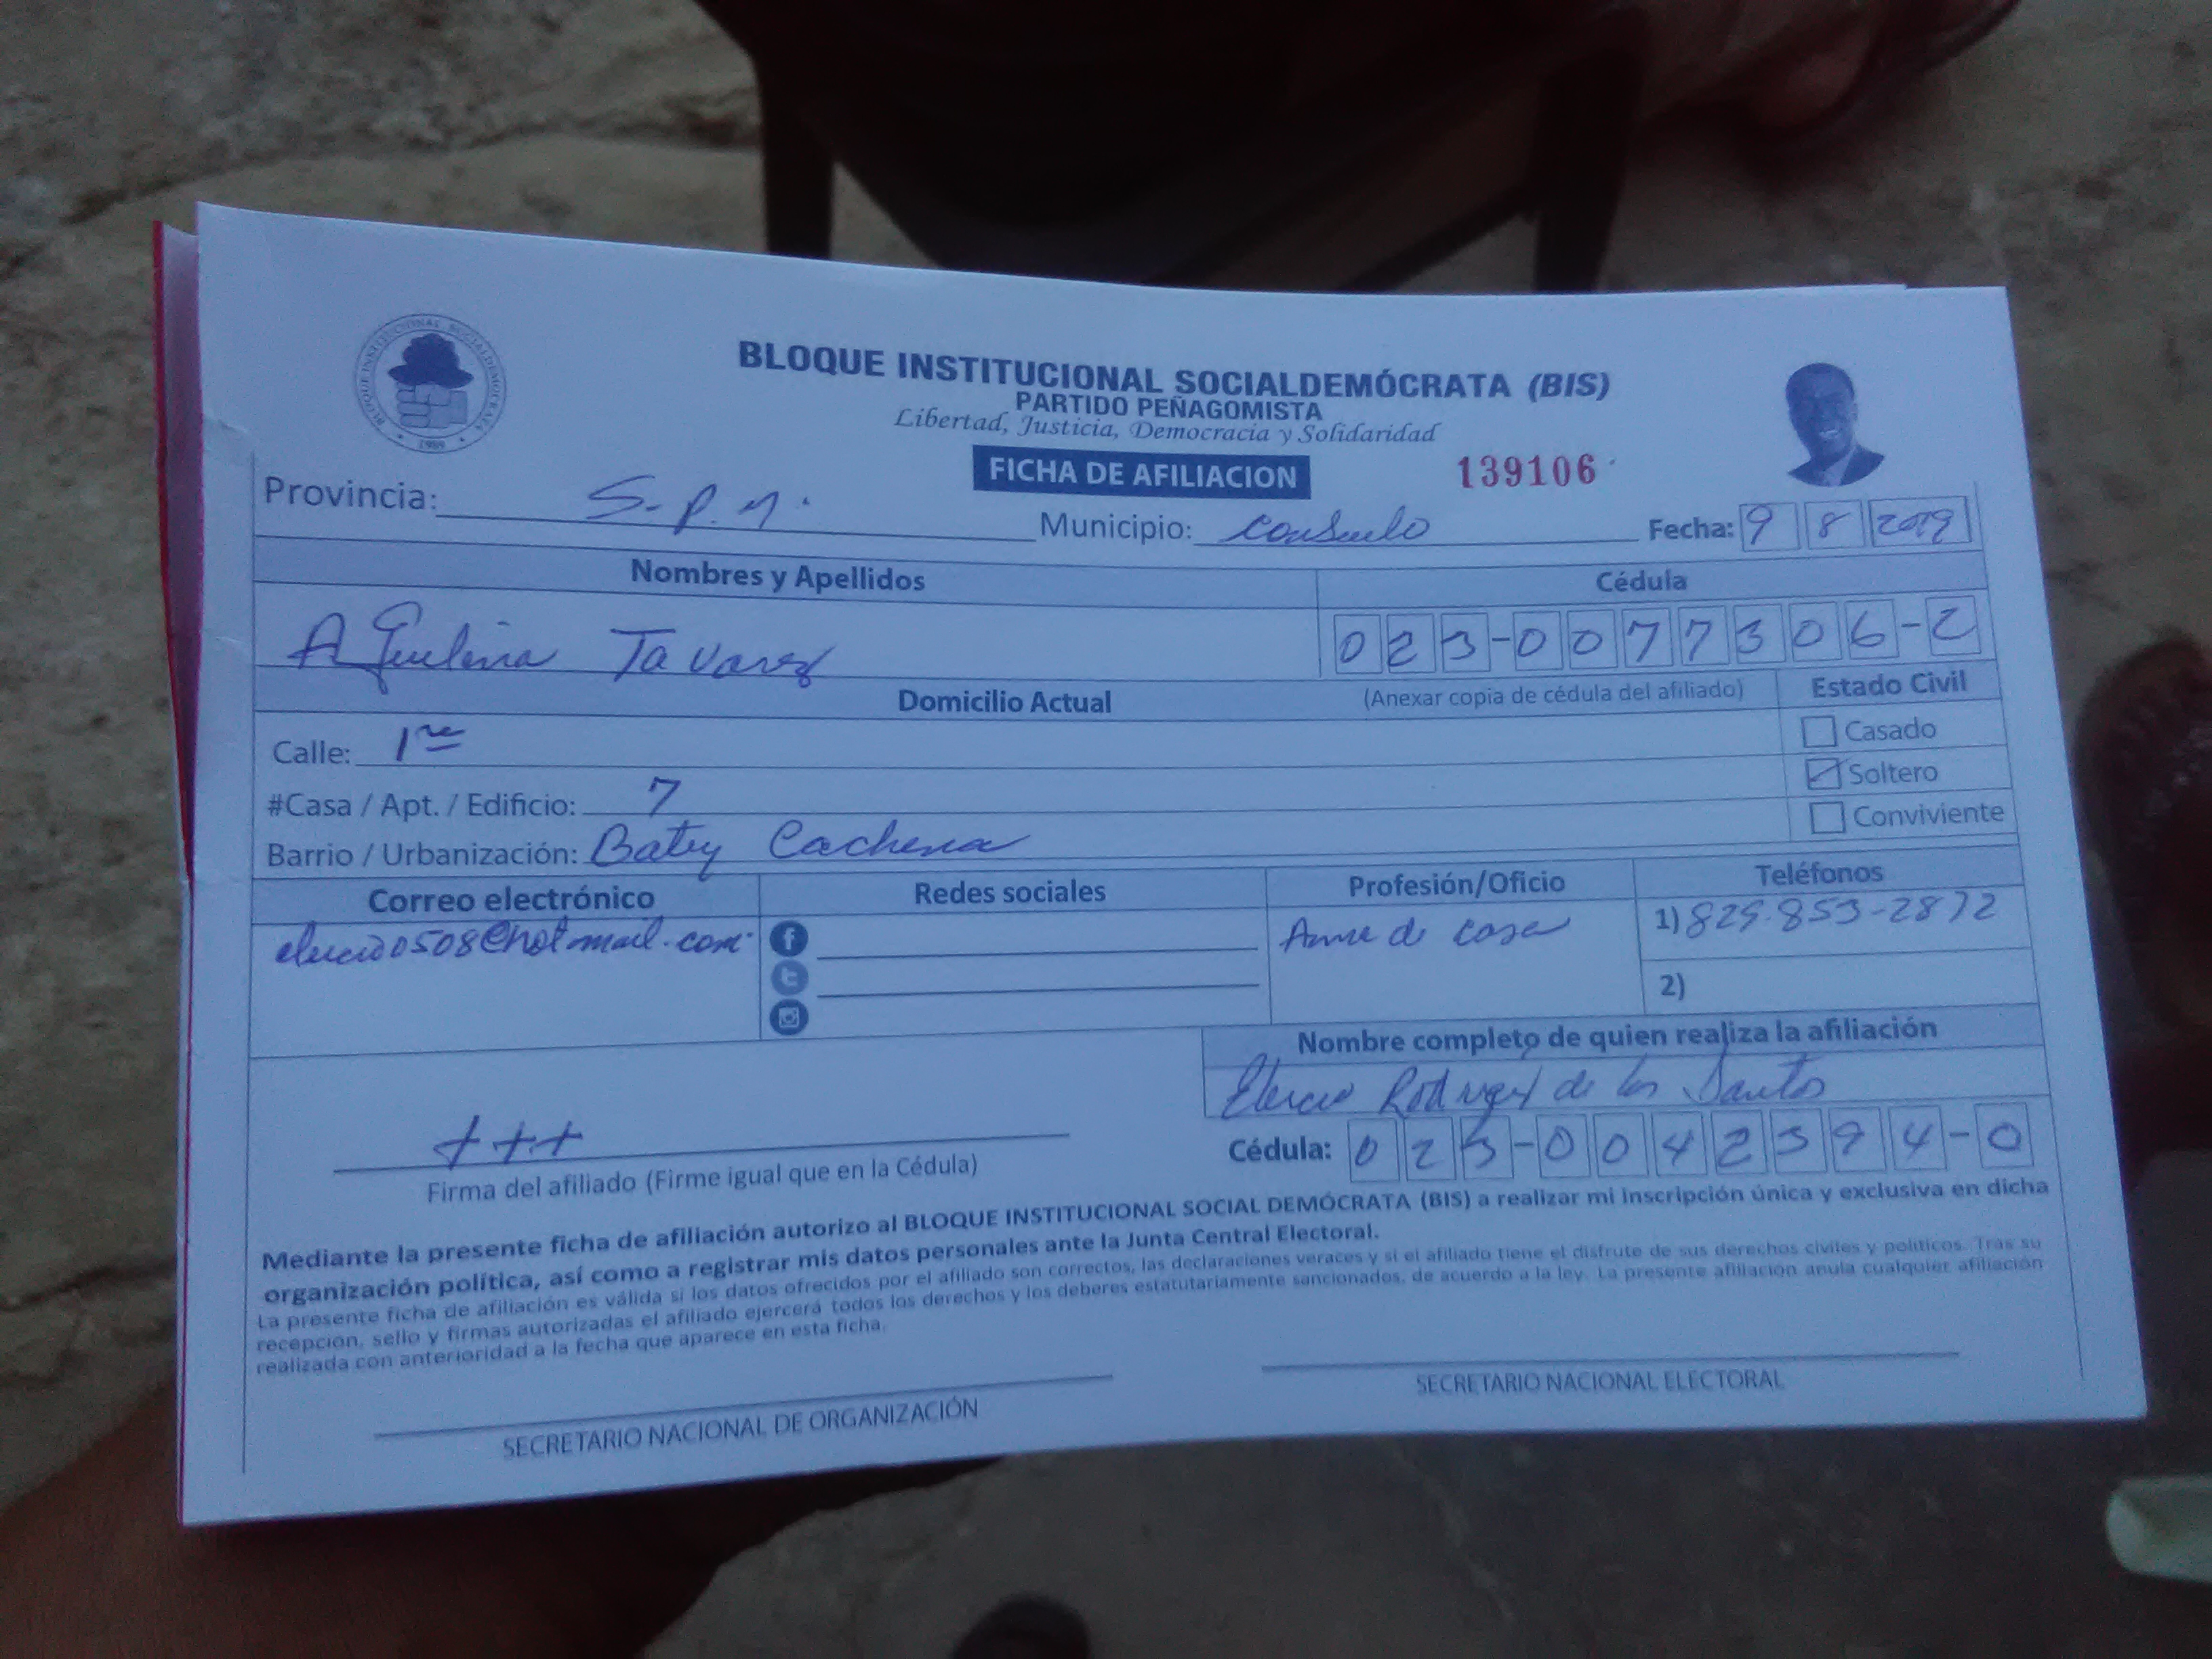 BLOQUE INSTITUCIONAL SOCIALDEMÓCRATA
1989
BLOQUE INSTITUCIONAL SOCIALDEMÓCRATA (BIS)
PARTIDO PEÑAGOMISTA
Libertad, Justicia, Democracia y Solidaridad
FICHA DE AFILIACION 139106
Provincia: S.P.M. Municipio: Consuelo Fecha: 9 8 2019
Nombres y Apellidos Cédula
AQuilina Tavarez 023-0077306-2
Domicilio Actual (Anexar copia de cédula del afiliado) Estado Civil
Calle: 1ra Casado
Soltero
#Casa / Apt. / Edificio: 7
Conviviente
Barrio / Urbanización: Batey Cachena
Correo electrónico Redes sociales Profesión/Oficio Teléfonos
elucio0508@hotmail.com Ama de casa 1) 829-853-2872
2)
Nombre completo de quien realiza la afiliación
Rodriguez de los Santos
+++
Cédula: 023-0042394-0
Firma del afiliado (Firme igual que en la Cédula)
Mediante la presente ficha de afiliación autorizo al BLOQUE INSTITUCIONAL SOCIAL DEMÓCRATA (BIS) a realizar mi inscripción única y exclusiva en dicha
organización política, así como a registrar mis datos personales ante la Junta Central Electoral.
La presente ficha de afiliación es válida si los datos ofrecidos por el afiliado son correctos, las declaraciones veraces y si el afiliado tiene el disfrute de sus derechos civiles y políticos. Tras su
recepción, sello y firmas autorizadas el afiliado ejercerá todos los derechos y los deberes estatutariamente sancionados, de acuerdo a la ley. La presente afiliación anula cualquier afiliación
realizada con anterioridad a la fecha que aparece en esta ficha.
SECRETARIO NACIONAL DE ORGANIZACIÓN SECRETARIO NACIONAL ELECTORAL